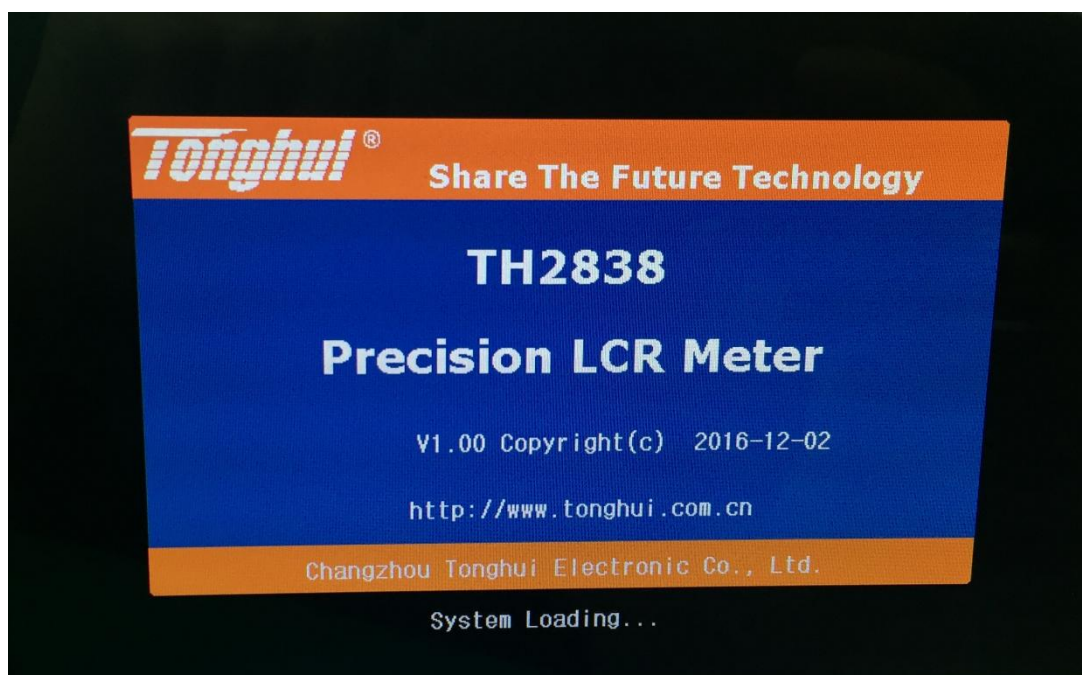 Tonghui®
Share The Future Technology
TH2838
Precision LCR Meter
V1.00 Copyright(c) 2016-12-02
http://www.tonghui.com.cn
Changzhou Tonghui Electronic Co., Ltd.
System Loading...